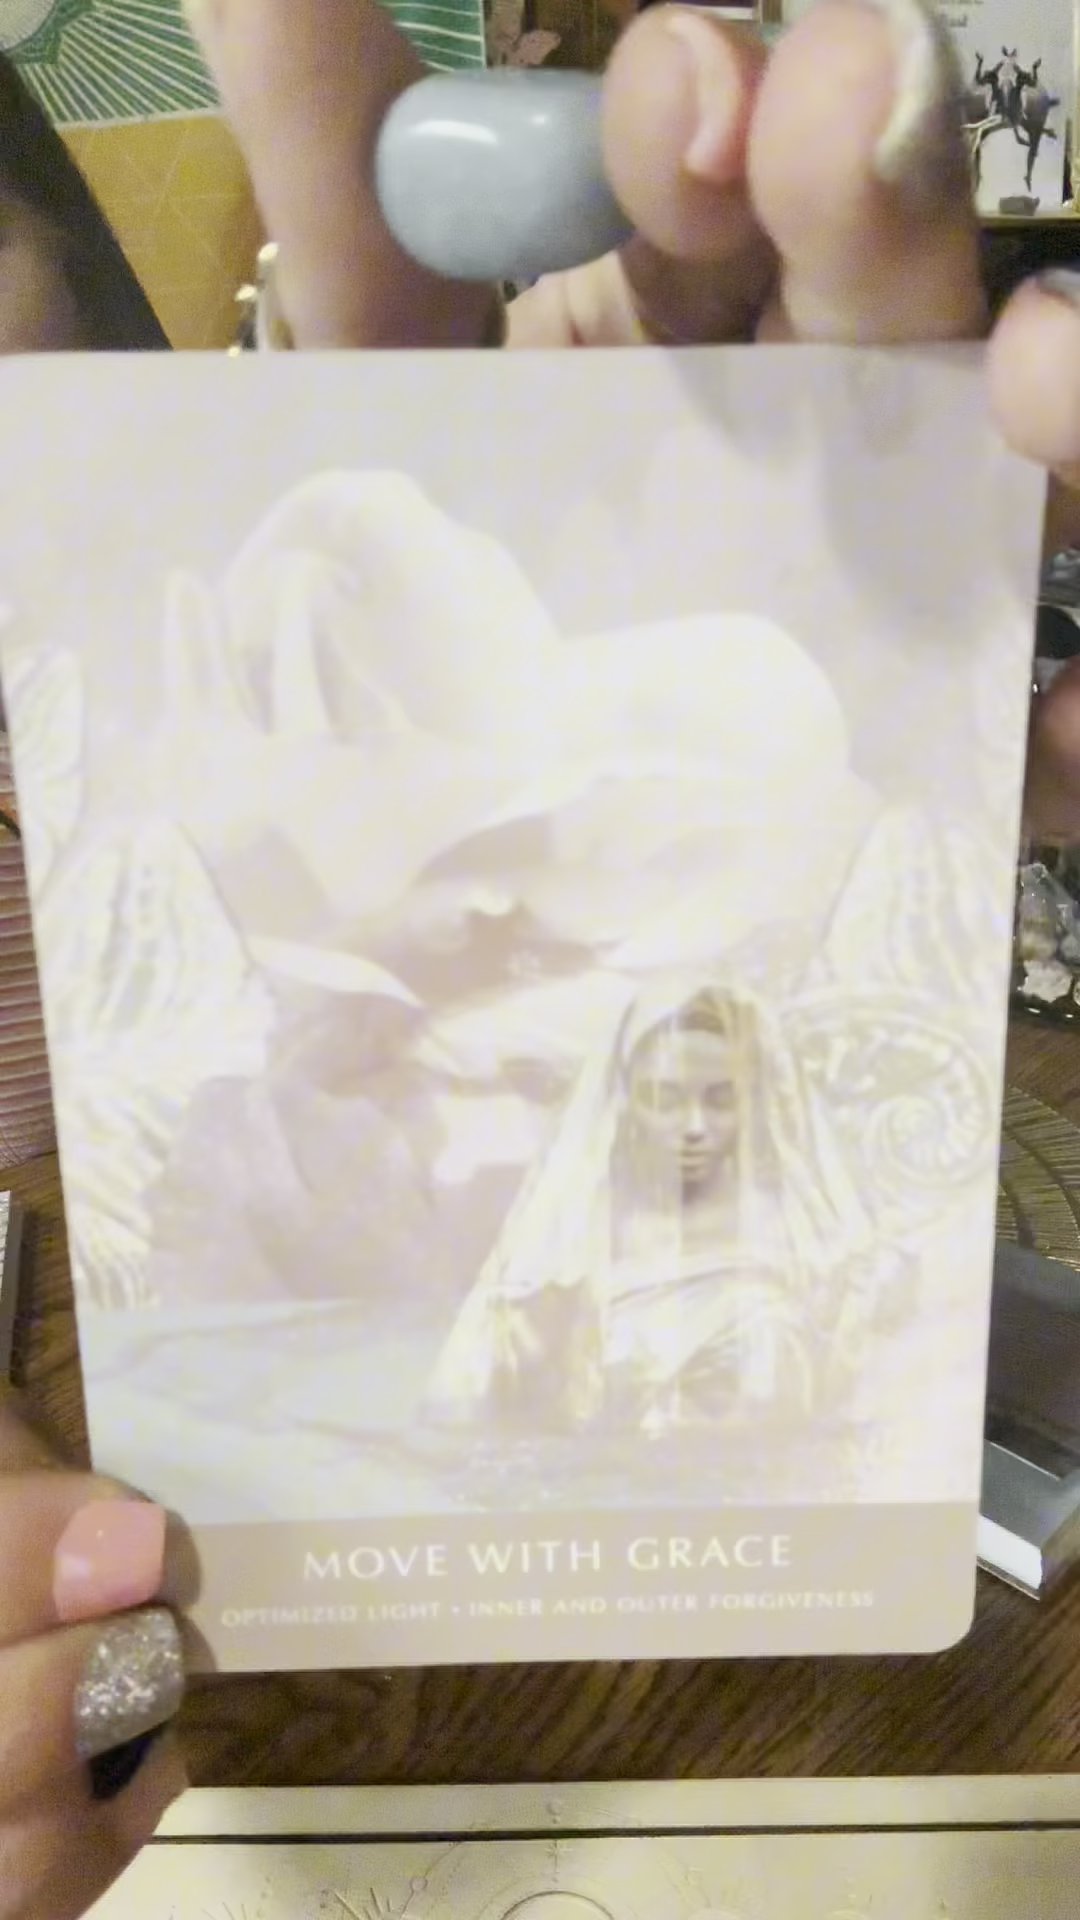 MOVE WITH GRACE
OPTIMIZED LIGHT • INNER AND OUTER FORGIVENESS